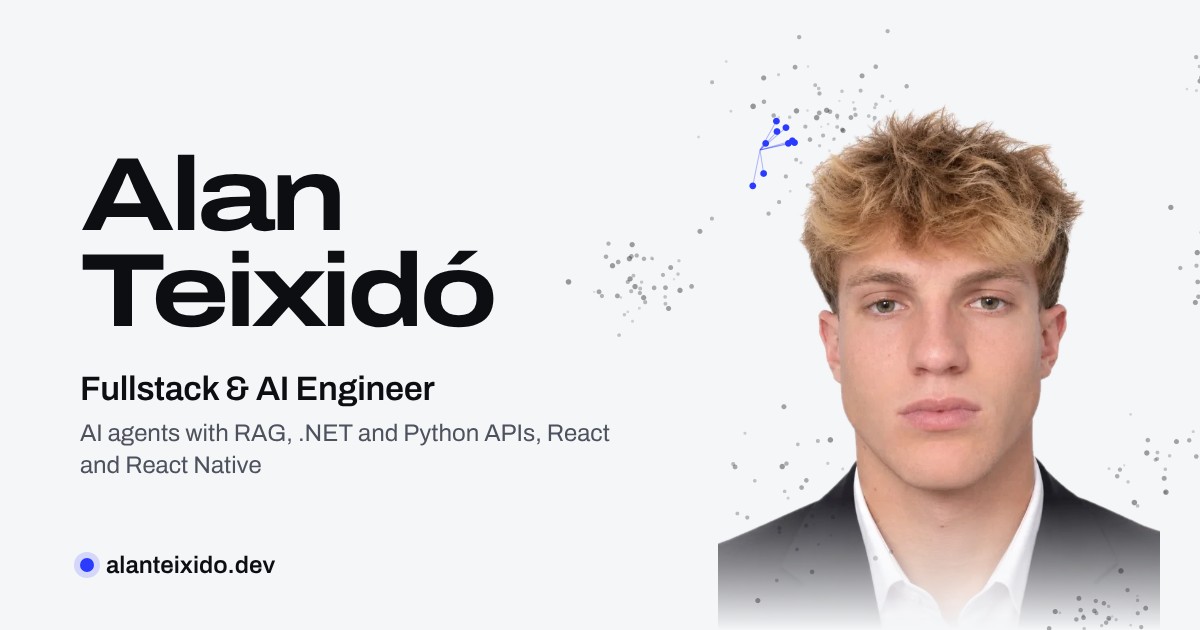 Alan
Teixidó
Fullstack & AI Engineer
AI agents with RAG, .NET and Python APIs, React
and React Native
alanteixido.dev